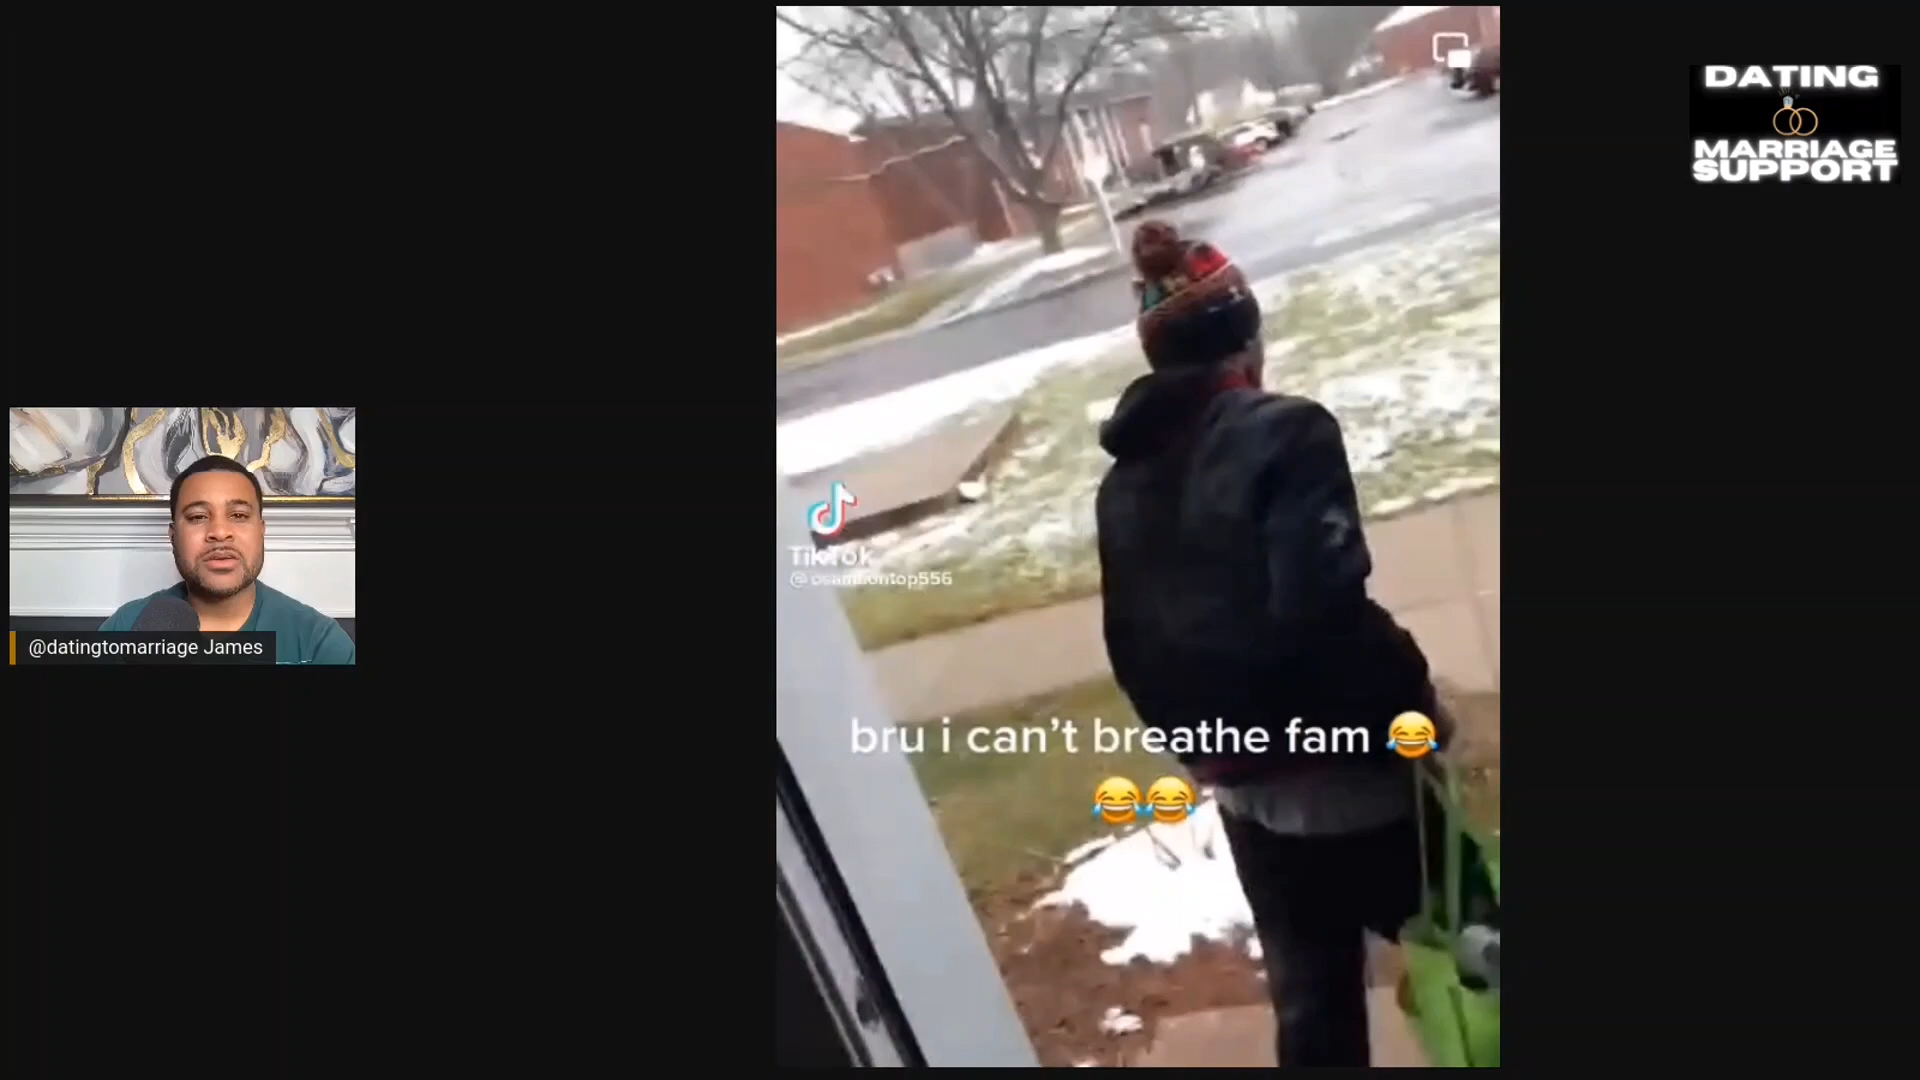 DATING
MARRIAGE
SUPPORT
TikTok
bru i can't breathe fam 😂
😂😂
@datingtomarriage James